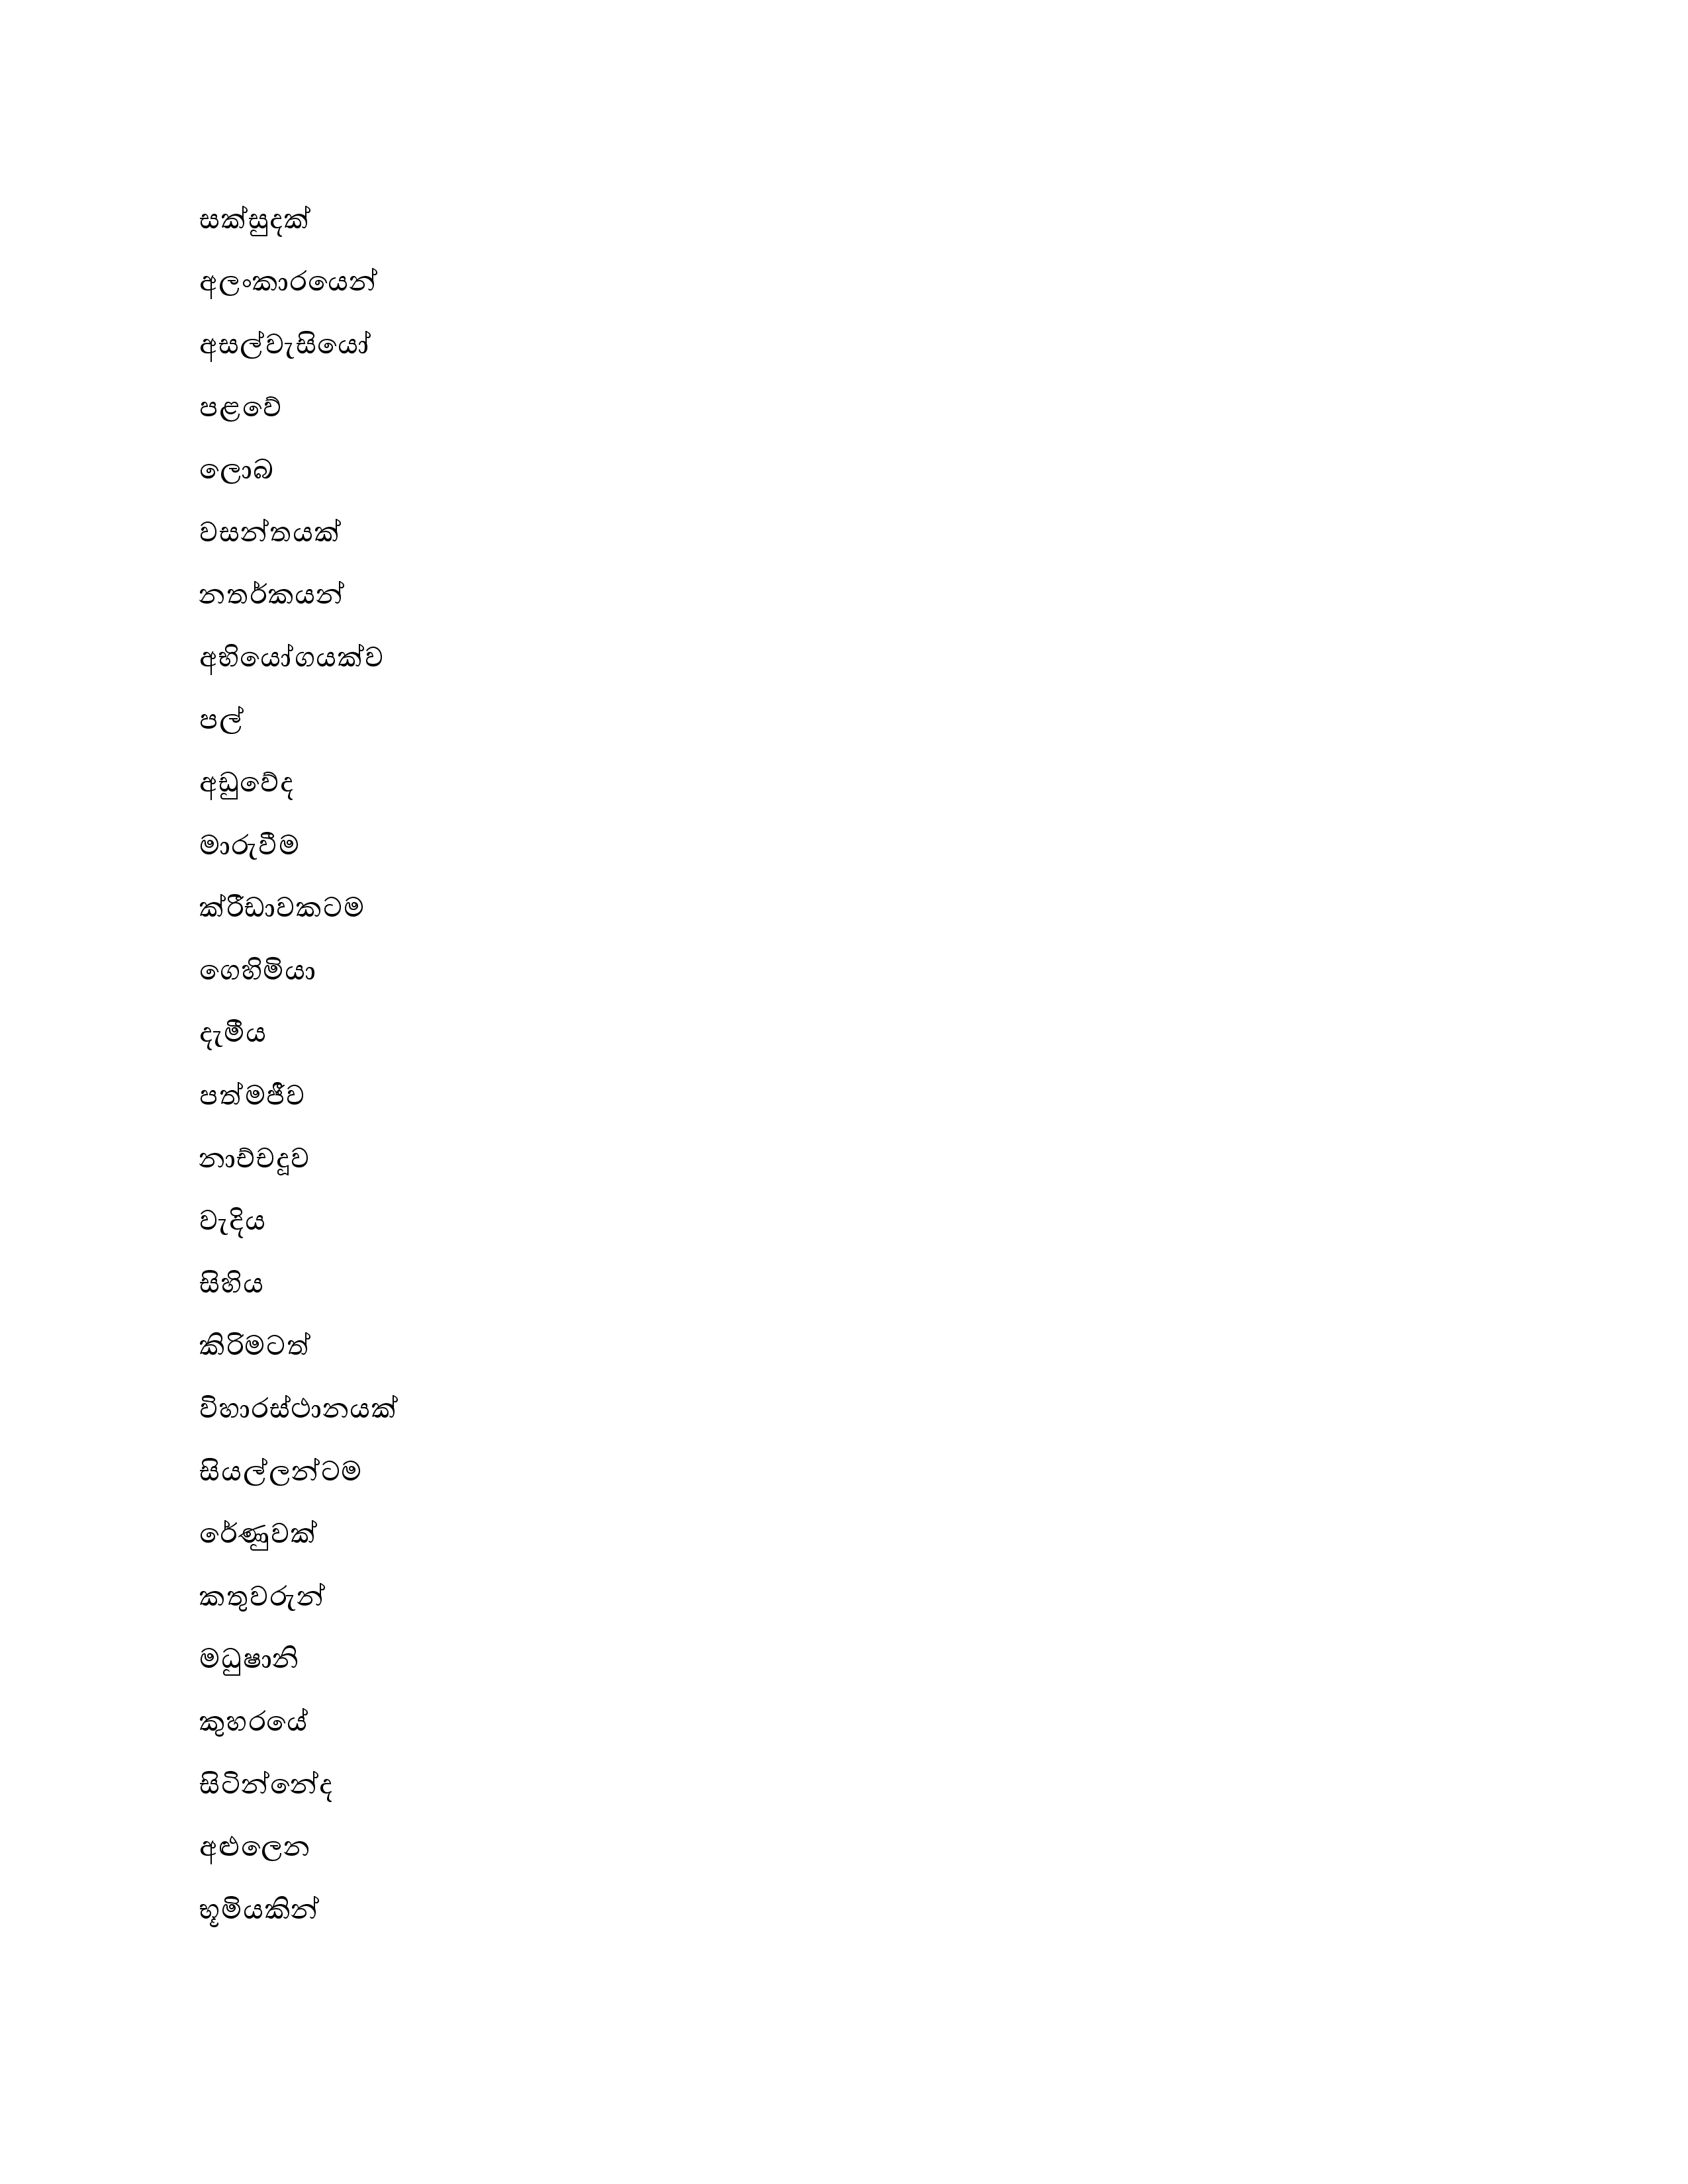 සක්සුදක්
අලංකාරයෙන්
අසල්වැසියෝ
පළවේ
ලොබ
වසන්තයක්
නතර්කයන්
අභියෝගයක්ව
පල්
අඩුවේද
මාරුවීම
ක්රීඩාවකටම
ගෙහිමියා
දැමීය
පත්මජීව
නාච්චදූව
වැදිය
සිහිය
කිරිමටත්
විහාරස්ථානයක්
සියල්ලන්ටම
රේණුවක්
කතුවරුන්
මධුෂානි
කුහරයේ
සිටින්නේද
අළුලෙන
භූමියකින්